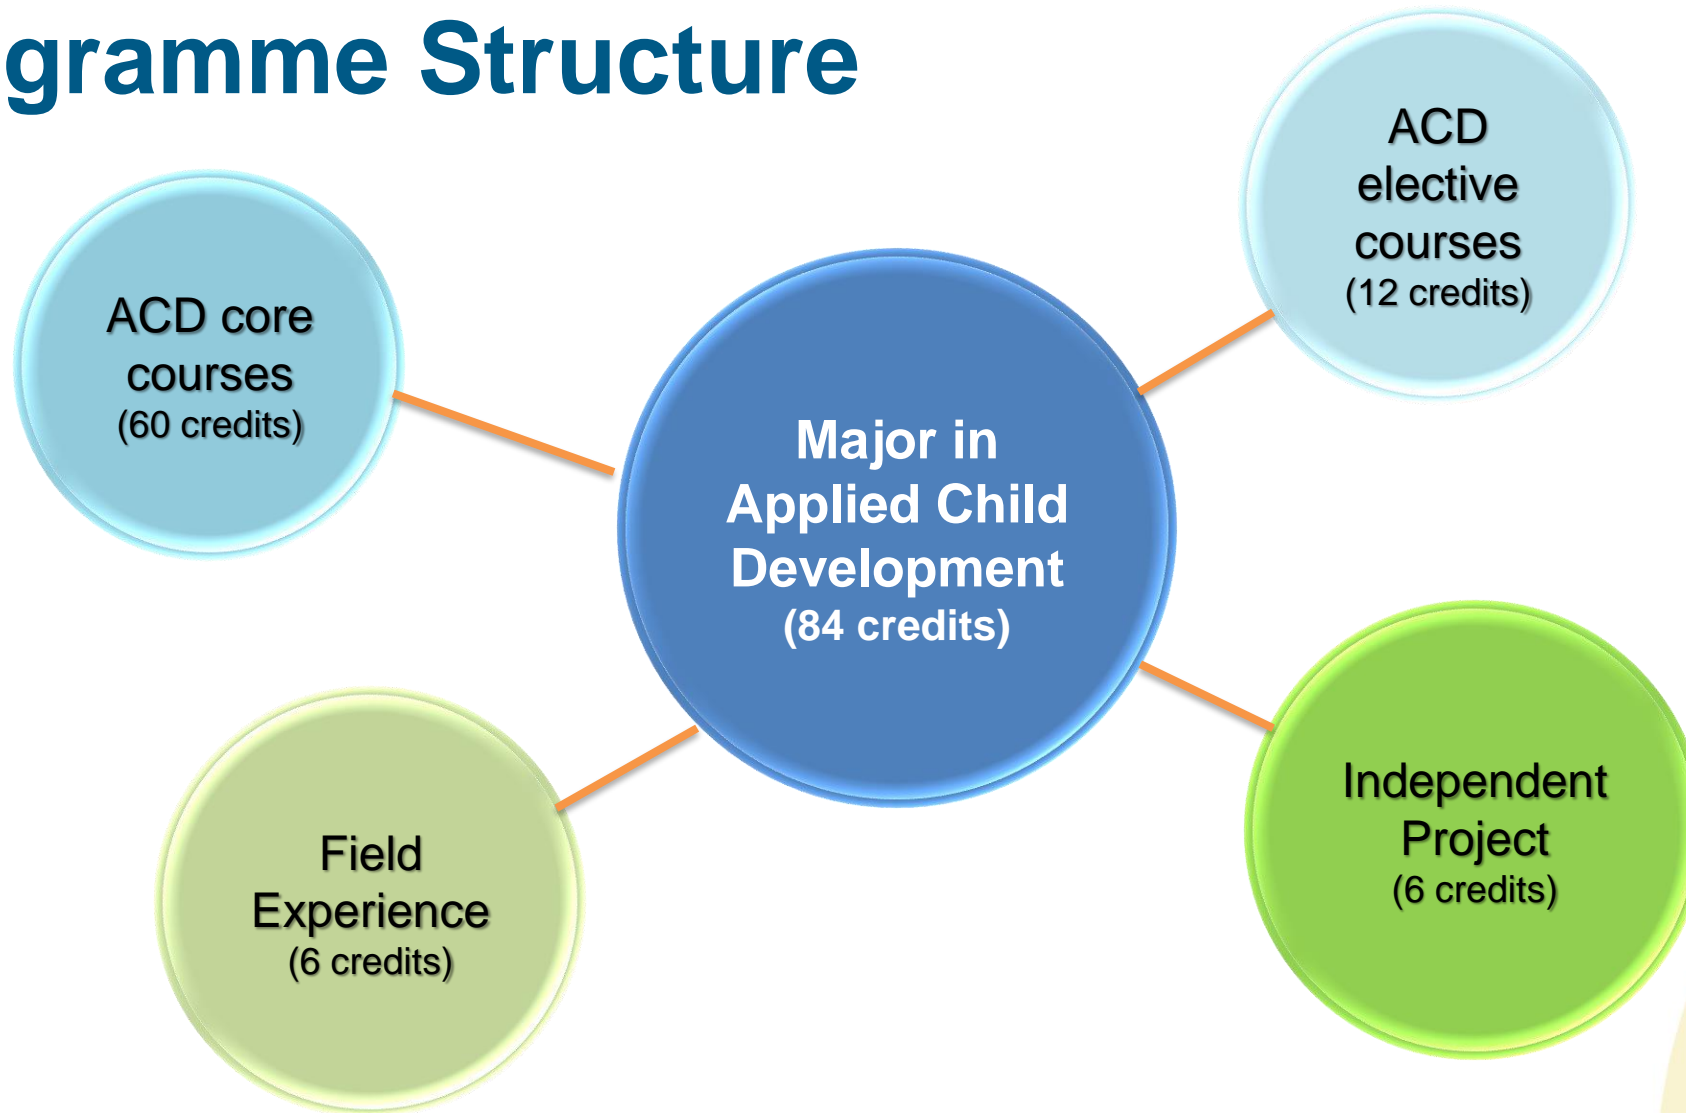 gramme Structure
ACD core
courses
(60 credits)
ACD
elective
courses
(12 credits)
Major in
Applied Child
Development
(84 credits)
Field
Experience
(6 credits)
Independent
Project
(6 credits)